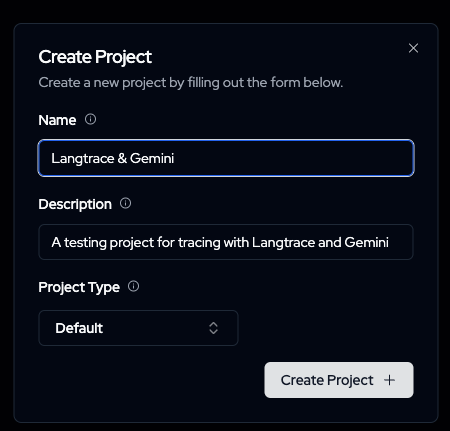 Create Project
Create a new project by filling out the form below.
Name
Langtrace & Gemini
Description
A testing project for tracing with Langtrace and Gemini
Project Type
Default
Create Project